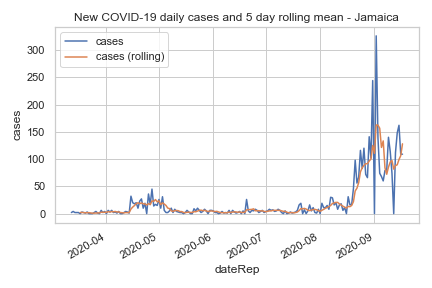 New COVID-19 daily cases and 5 day rolling mean - Jamaica
cases
cases (rolling)
300
250
200
150
100
50
0
cases
2020-04
2020-05
2020-06
2020-07
2020-08
2020-09
dateRep